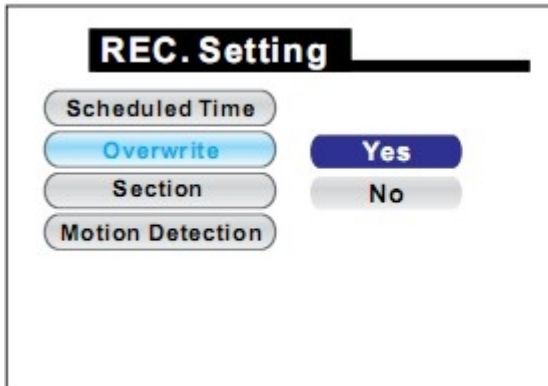 REC. Setting
Scheduled Time
Overwrite
Yes
Section
No
Motion Detection